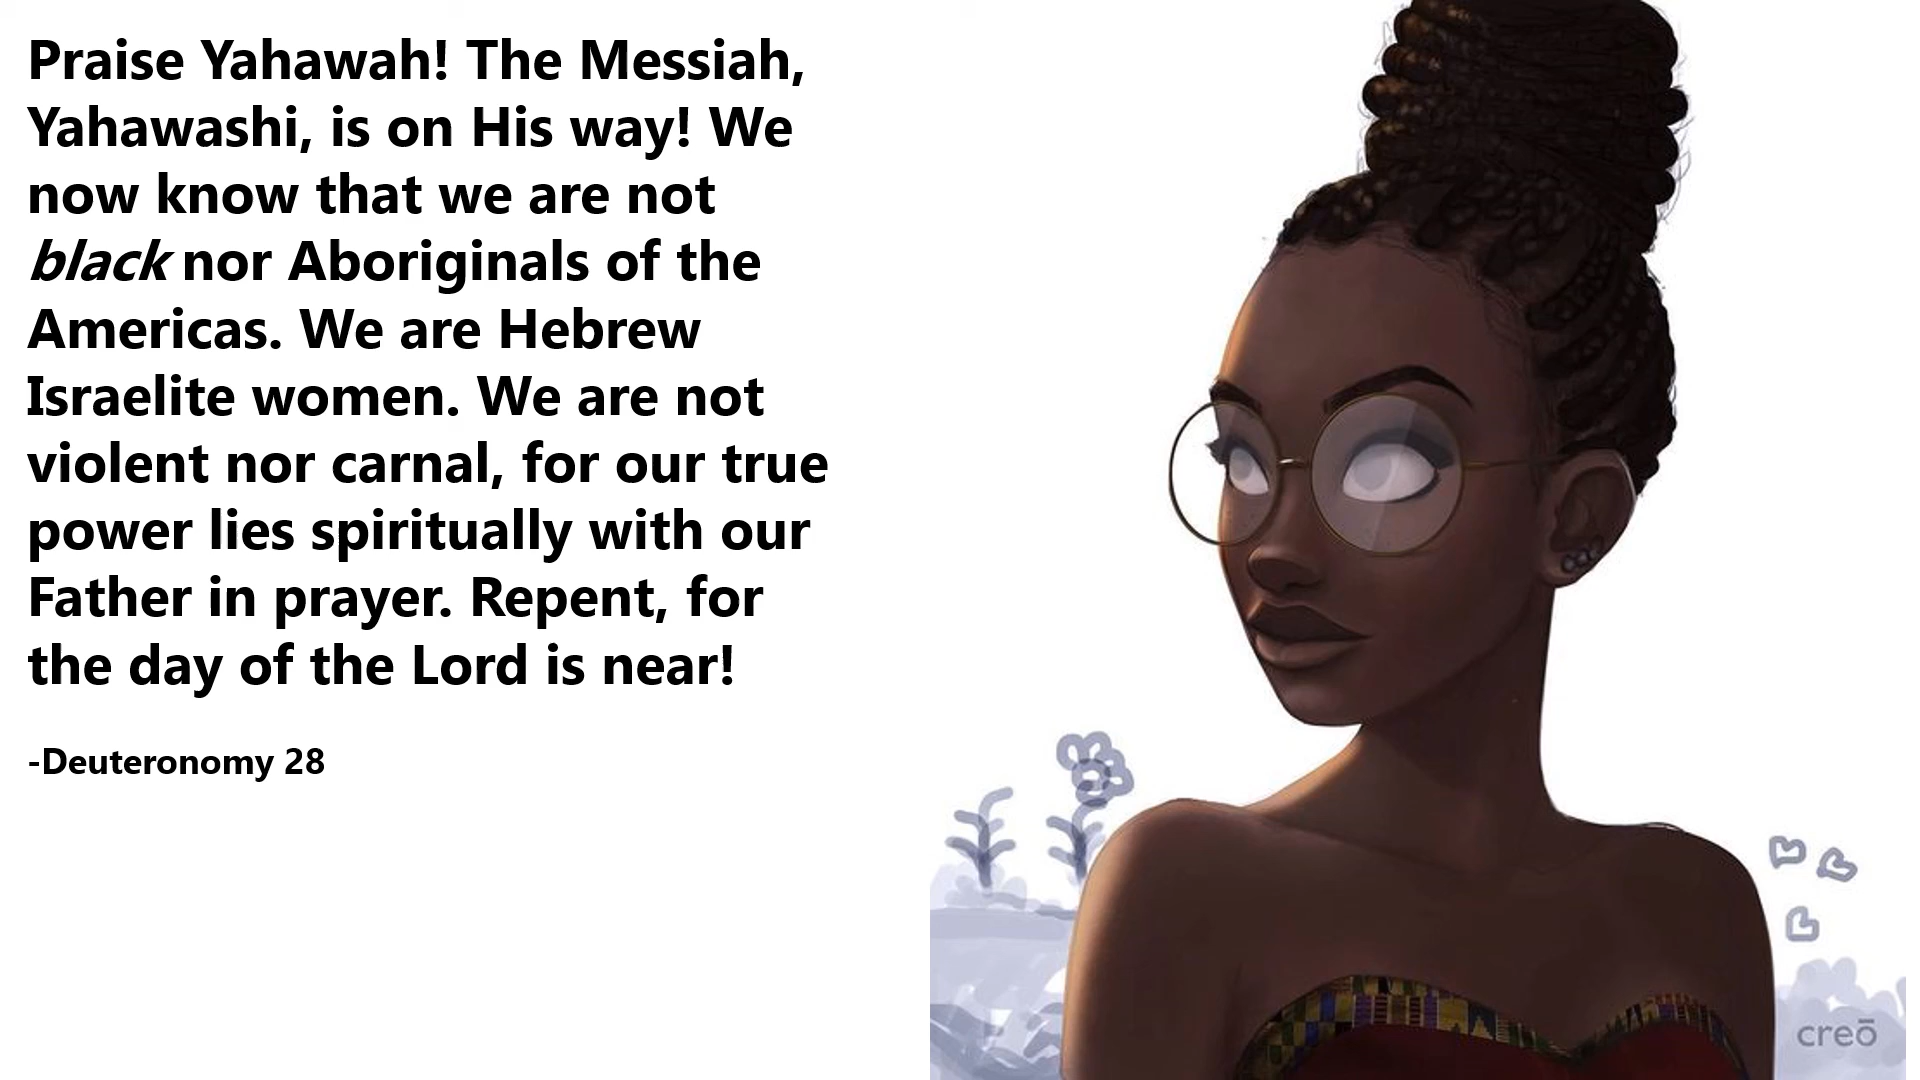 Praise Yahawah! The Messiah,
Yahawashi, is on His way! We
now know that we are not
black nor Aboriginals of the
Americas. We are Hebrew
Israelite women. We are not
violent nor carnal, for our true
power lies spiritually with our
Father in prayer. Repent, for
the day of the Lord is near!
-Deuteronomy 28
creō